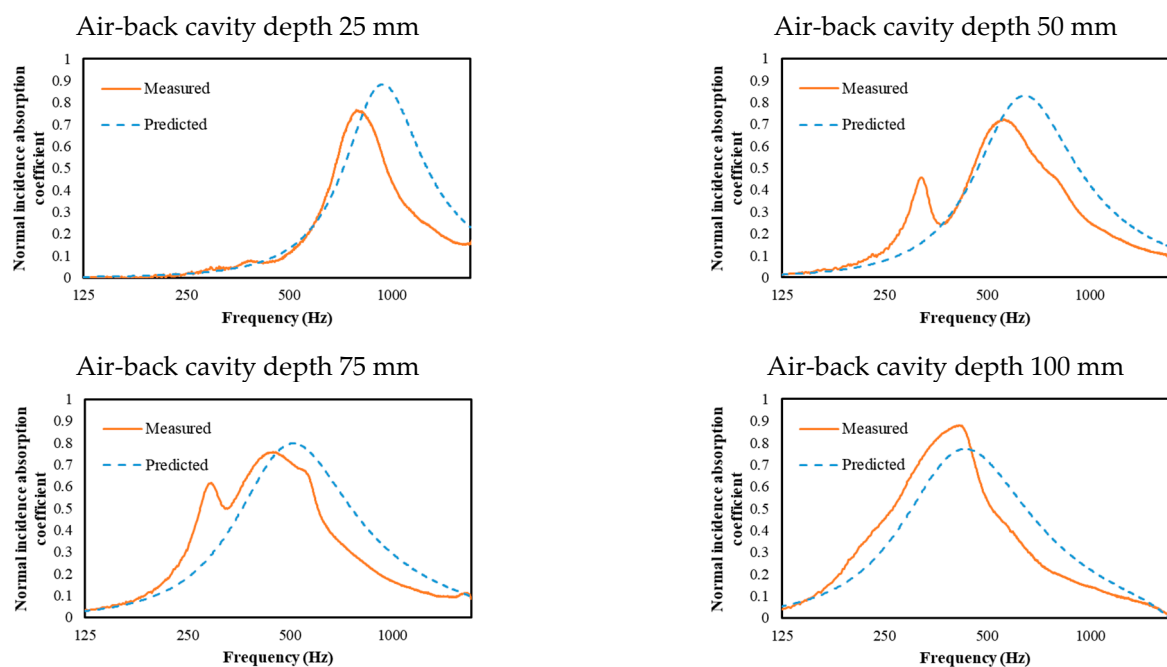 Air-back cavity depth 25 mm
Normal incidence absorption
coefficient
1
0.9
0.8
0.7
0.6
0.5
0.4
0.3
0.2
0.1
0
Measured
Predicted
125
250
500
1000
Frequency (Hz)
Air-back cavity depth 50 mm
Normal incidence absorption
coefficient
1
0.9
0.8
0.7
0.6
0.5
0.4
0.3
0.2
0.1
0
Measured
Predicted
125
250
500
1000
Frequency (Hz)
Air-back cavity depth 75 mm
Normal incidence absorption
coefficient
1
0.9
0.8
0.7
0.6
0.5
0.4
0.3
0.2
0.1
0
Measured
Predicted
125
250
500
1000
Frequency (Hz)
Air-back cavity depth 100 mm
Normal incidence absorption
coefficient
1
0.9
0.8
0.7
0.6
0.5
0.4
0.3
0.2
0.1
0
Measured
Predicted
125
250
500
1000
Frequency (Hz)